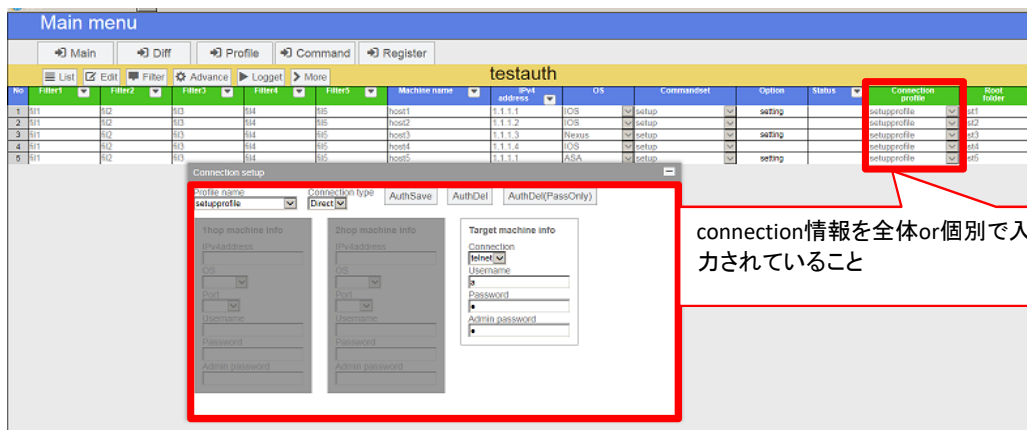 Main menu
Main Diff Profile Command Register
List Edit Filter Advance Logget More testauth
No Filter1 Filter2 Filter3 Filter4 Filter5 Machine name IPv4 address OS Commandset Option Status Connection profile Root folder
1 fil1 fil2 fil3 fil4 fil5 host1 1.1.1.1 IOS setup setting setupprofile st1
2 fil1 fil2 fil3 fil4 fil5 host2 1.1.1.2 IOS setup setupprofile st2
3 fil1 fil2 fil3 fil4 fil5 host3 1.1.1.3 Nexus setup setting setupprofile st3
4 fil1 fil2 fil3 fil4 fil5 host4 1.1.1.4 IOS setup setupprofile st4
5 fil1 fil2 fil3 fil4 fil5 host5 1.1.1.1 ASA setup setting setupprofile st5
Connection setup
Profile name Connection type AuthSave AuthDel AuthDel(PassOnly)
setupprofile Direct
1hop machine info 2hop machine info Target machine info
IPv4address IPv4address Connection
telnet
OS OS Username
a
Port Port Password
Username Username Admin password
Password Password
Admin password Admin password
connection情報を全体or個別で入
力されていること